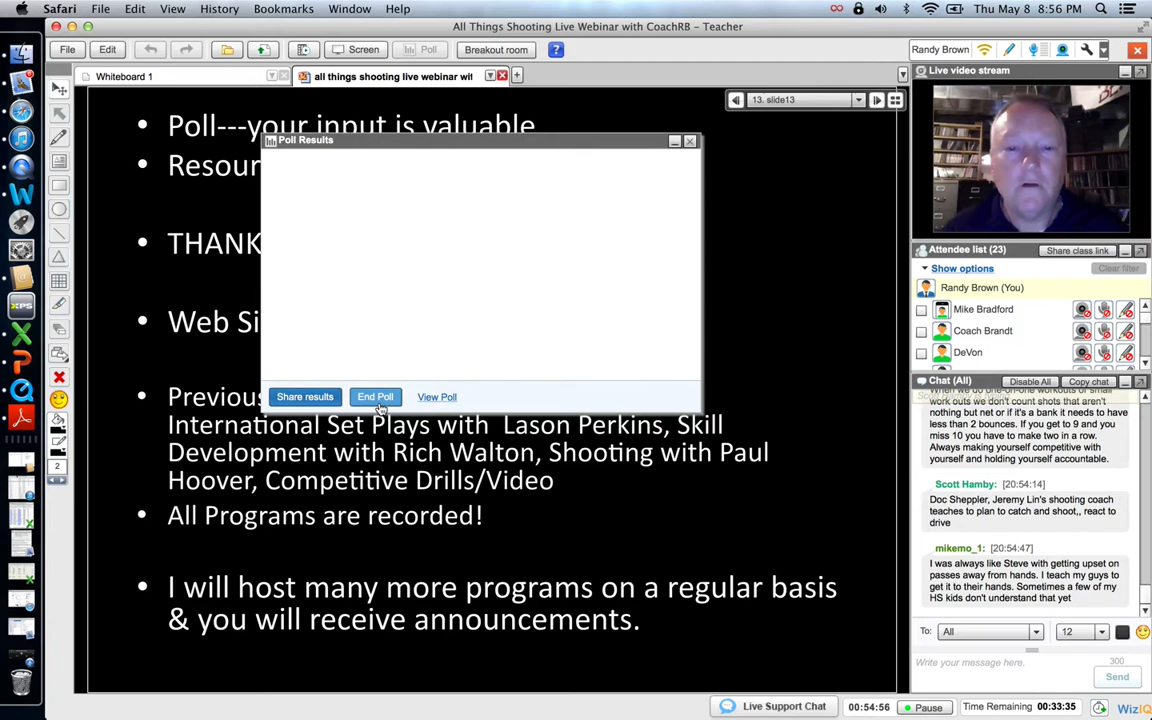 Safari File Edit View History Bookmarks Window Help Thu May 8 8:56 PM
All Things Shooting Live Webinar with CoachRB – Teacher
File Edit Screen Poll Breakout room ? Randy Brown
Whiteboard 1 all things shooting live webinar wit
Live video stream
13. slide13
• Poll---your input is valuable
Poll Results
• Resour
• THANK
• Web Si
Share results End Poll View Poll
• Previous
International Set Plays with Lason Perkins, Skill
Development with Rich Walton, Shooting with Paul
Hoover, Competitive Drills/Video
• All Programs are recorded!
• I will host many more programs on a regular basis
& you will receive announcements.
2
XPS
Attendee list (23) Share class link
Show options Clear filter
Randy Brown (You)
Mike Bradford
Coach Brandt
DeVon
Chat (All) Disable All Copy chat
work outs we don't count shots that aren't
nothing but net or if it's a bank it needs to have
less than 2 bounces. If you get to 9 and you
miss 10 you have to make two in a row.
Always making yourself competitive with
yourself and holding yourself accountable.
Scott Hamby: [20:54:14]
Doc Sheppler, Jeremy Lin's shooting coach
teaches to plan to catch and shoot,, react to
drive
mikemo_1: [20:54:47]
I was always like Steve with getting upset on
passes away from hands. I teach my guys to
get it to their hands. Sometimes a few of my
HS kids don't understand that yet
To: All 12
Write your message here. 300
Send
Live Support Chat 00:54:56 Pause Time Remaining 00:33:35 WizIQ